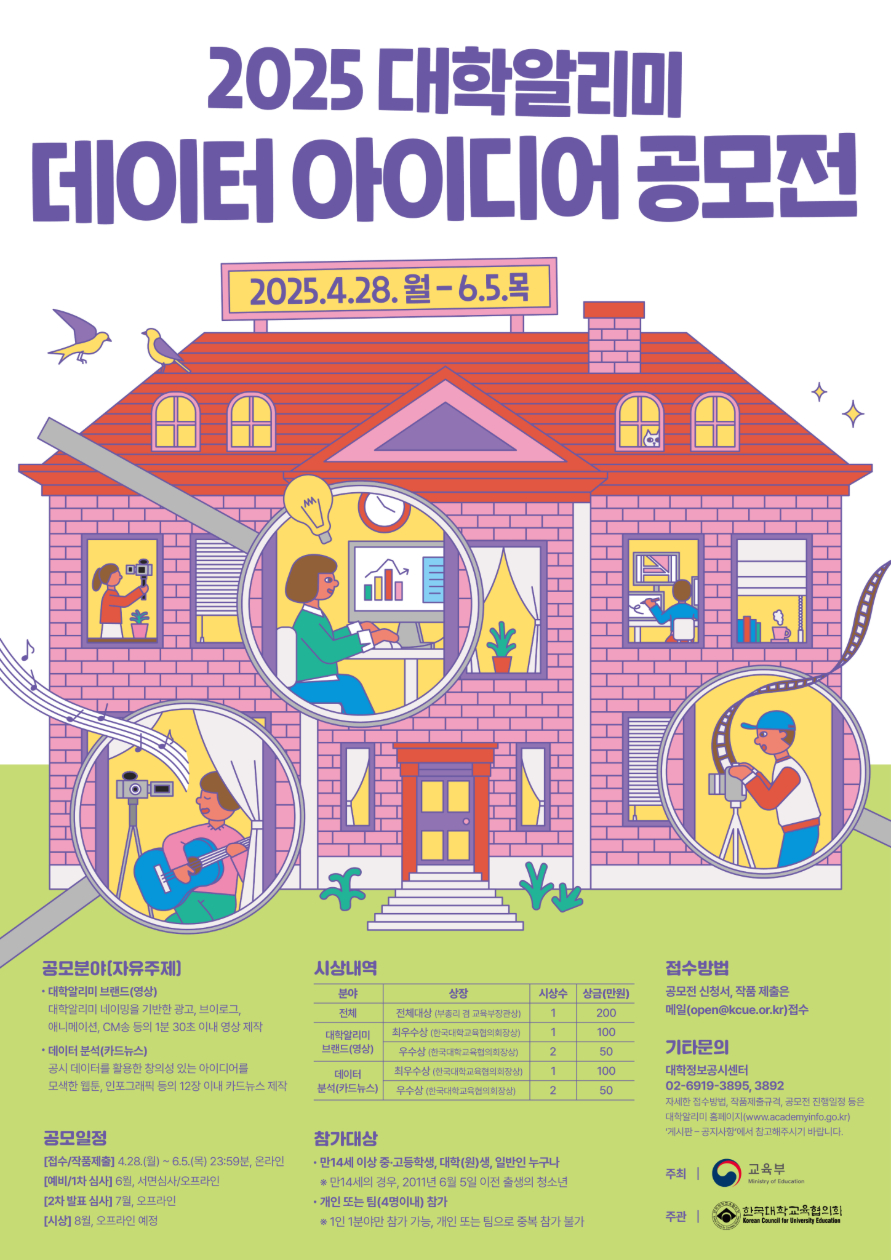 2025 대학알리미
데이터 아이디어 공모전
2025.4.28. 월 – 6.5.목
공모분야(자유주제)
• 대학알리미 브랜드(영상)
대학알리미 네이밍을 기반한 광고, 브이로그,
애니메이션, CM송 등의 1분 30초 이내 영상 제작
• 데이터 분석(카드뉴스)
공시 데이터를 활용한 창의성 있는 아이디어를
모색한 웹툰, 인포그래픽 등의 12장 이내 카드뉴스 제작
공모일정
[접수/작품제출] 4.28.(월) ~ 6.5.(목) 23:59분, 온라인
[예비/1차 심사] 6월, 서면심사/오프라인
[2차 발표 심사] 7월, 오프라인
[시상] 8월, 오프라인 예정
시상내역
분야 상장 시상수 상금(만원)
전체 전체대상 (부총리 겸 교육부장관상) 1 200
대학알리미
브랜드(영상)
최우수상 (한국대학교육협의회장상) 1 100
우수상 (한국대학교육협의회장상) 2 50
데이터
분석(카드뉴스)
최우수상 (한국대학교육협의회장상) 1 100
우수상 (한국대학교육협의회장상) 2 50
참가대상
• 만14세 이상 중·고등학생, 대학(원)생, 일반인 누구나
※ 만14세의 경우, 2011년 6월 5일 이전 출생의 청소년
• 개인 또는 팀(4명이내) 참가
※ 1인 1분야만 참가 가능, 개인 또는 팀으로 중복 참가 불가
접수방법
공모전 신청서, 작품 제출은
메일(open@kcue.or.kr)접수
기타문의
대학정보공시센터
02-6919-3895, 3892
자세한 접수방법, 작품제출규격, 공모전 진행일정 등은
대학알리미 홈페이지(www.academyinfo.go.kr)
'게시판 – 공지사항'에서 참고해주시기 바랍니다.
주최 | 교육부
Ministry of Education
주관 | 한국대학교육협의회
Korean Council for University Education